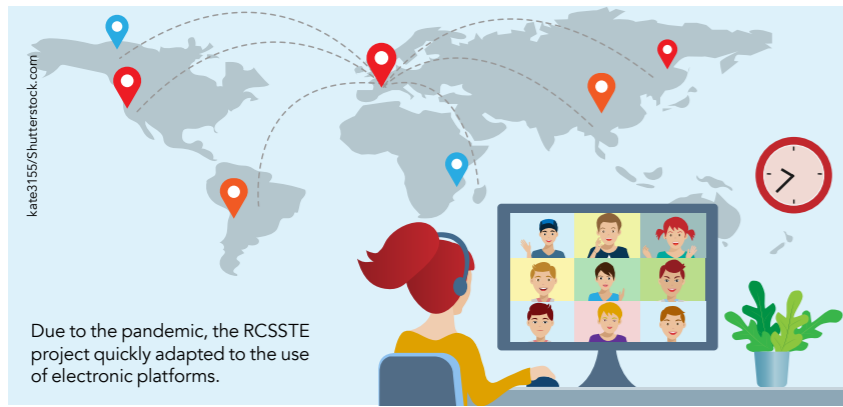 kate3155/Shutterstock.com
Due to the pandemic, the RCSSTE
project quickly adapted to the use
of electronic platforms.